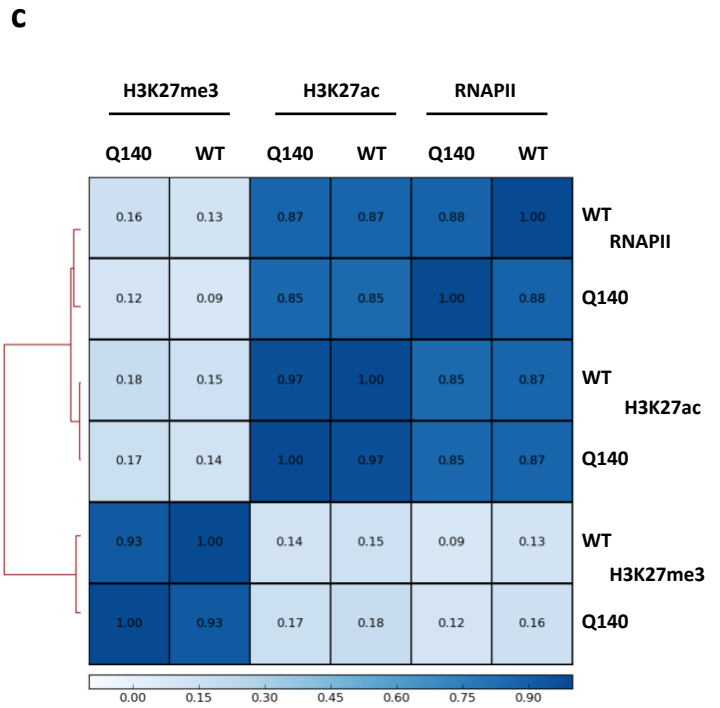 c
H3K27me3 H3K27ac RNAPII
Q140 WT Q140 WT Q140 WT
0.16 0.13 0.87 0.87 0.88 1.00 WT
RNAPII
0.12 0.09 0.85 0.85 1.00 0.88 Q140
0.18 0.15 0.97 1.00 0.85 0.87 WT
H3K27ac
0.17 0.14 1.00 0.97 0.85 0.87 Q140
0.93 1.00 0.14 0.15 0.09 0.13 WT
H3K27me3
1.00 0.93 0.17 0.18 0.12 0.16 Q140
0.00 0.15 0.30 0.45 0.60 0.75 0.90